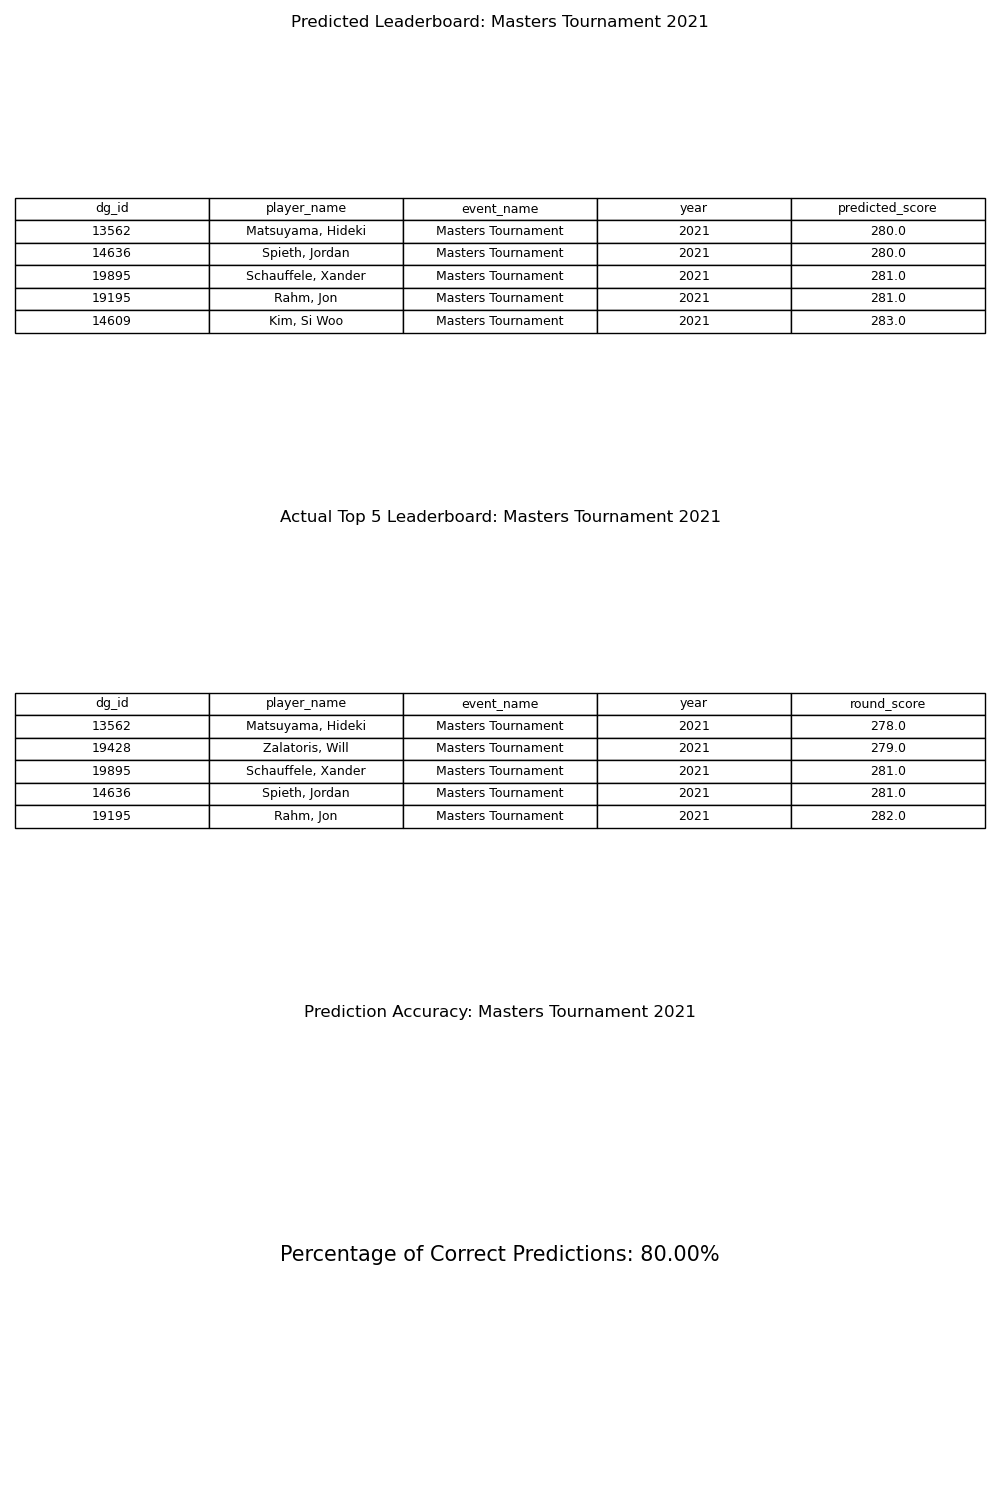 Predicted Leaderboard: Masters Tournament 2021
dg_id player_name event_name year predicted_score
13562 Matsuyama, Hideki Masters Tournament 2021 280.0
14636 Spieth, Jordan Masters Tournament 2021 280.0
19895 Schauffele, Xander Masters Tournament 2021 281.0
19195 Rahm, Jon Masters Tournament 2021 281.0
14609 Kim, Si Woo Masters Tournament 2021 283.0
Actual Top 5 Leaderboard: Masters Tournament 2021
dg_id player_name event_name year round_score
13562 Matsuyama, Hideki Masters Tournament 2021 278.0
19428 Zalatoris, Will Masters Tournament 2021 279.0
19895 Schauffele, Xander Masters Tournament 2021 281.0
14636 Spieth, Jordan Masters Tournament 2021 281.0
19195 Rahm, Jon Masters Tournament 2021 282.0
Prediction Accuracy: Masters Tournament 2021
Percentage of Correct Predictions: 80.00%